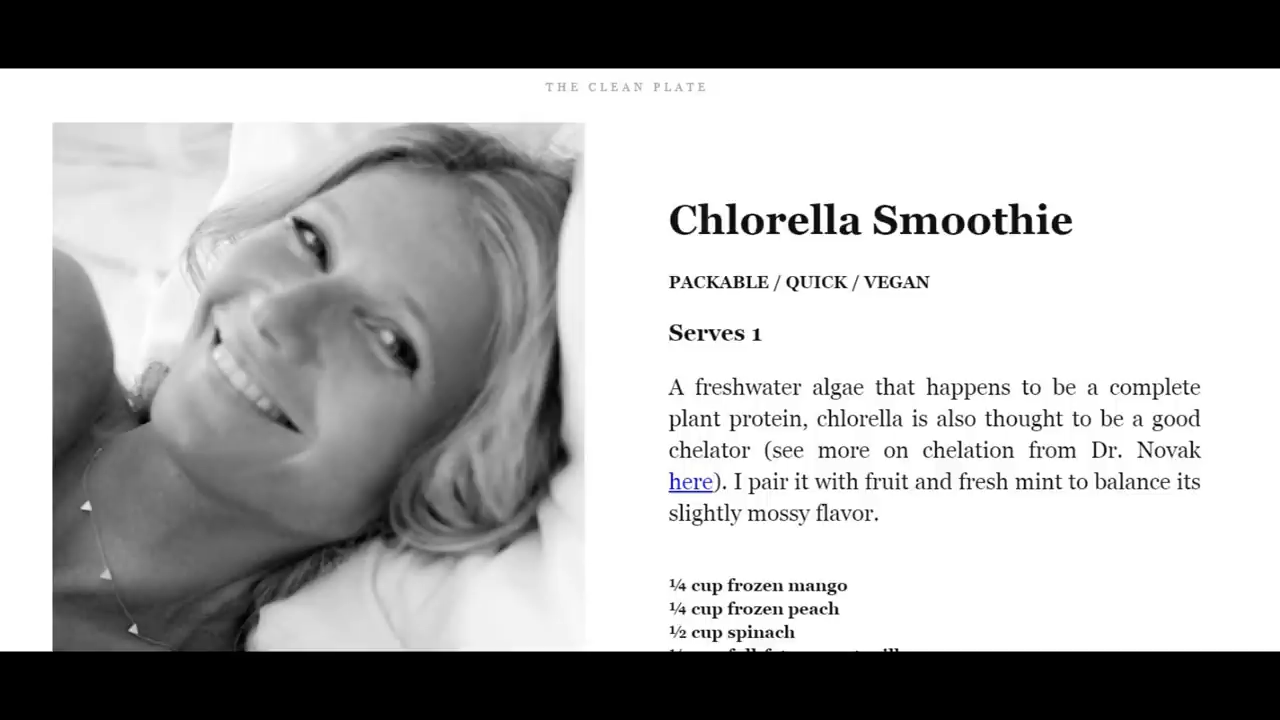 THE CLEAN PLATE
Chlorella Smoothie
PACKABLE / QUICK / VEGAN
Serves 1
A freshwater algae that happens to be a complete
plant protein, chlorella is also thought to be a good
chelator (see more on chelation from Dr. Novak
here). I pair it with fruit and fresh mint to balance its
slightly mossy flavor.
¼ cup frozen mango
¼ cup frozen peach
½ cup spinach